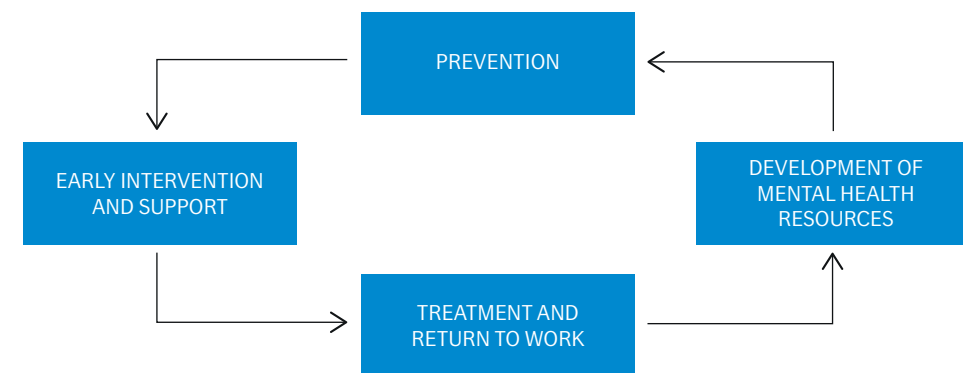 PREVENTION
EARLY INTERVENTION
AND SUPPORT
DEVELOPMENT OF
MENTAL HEALTH
RESOURCES
TREATMENT AND
RETURN TO WORK